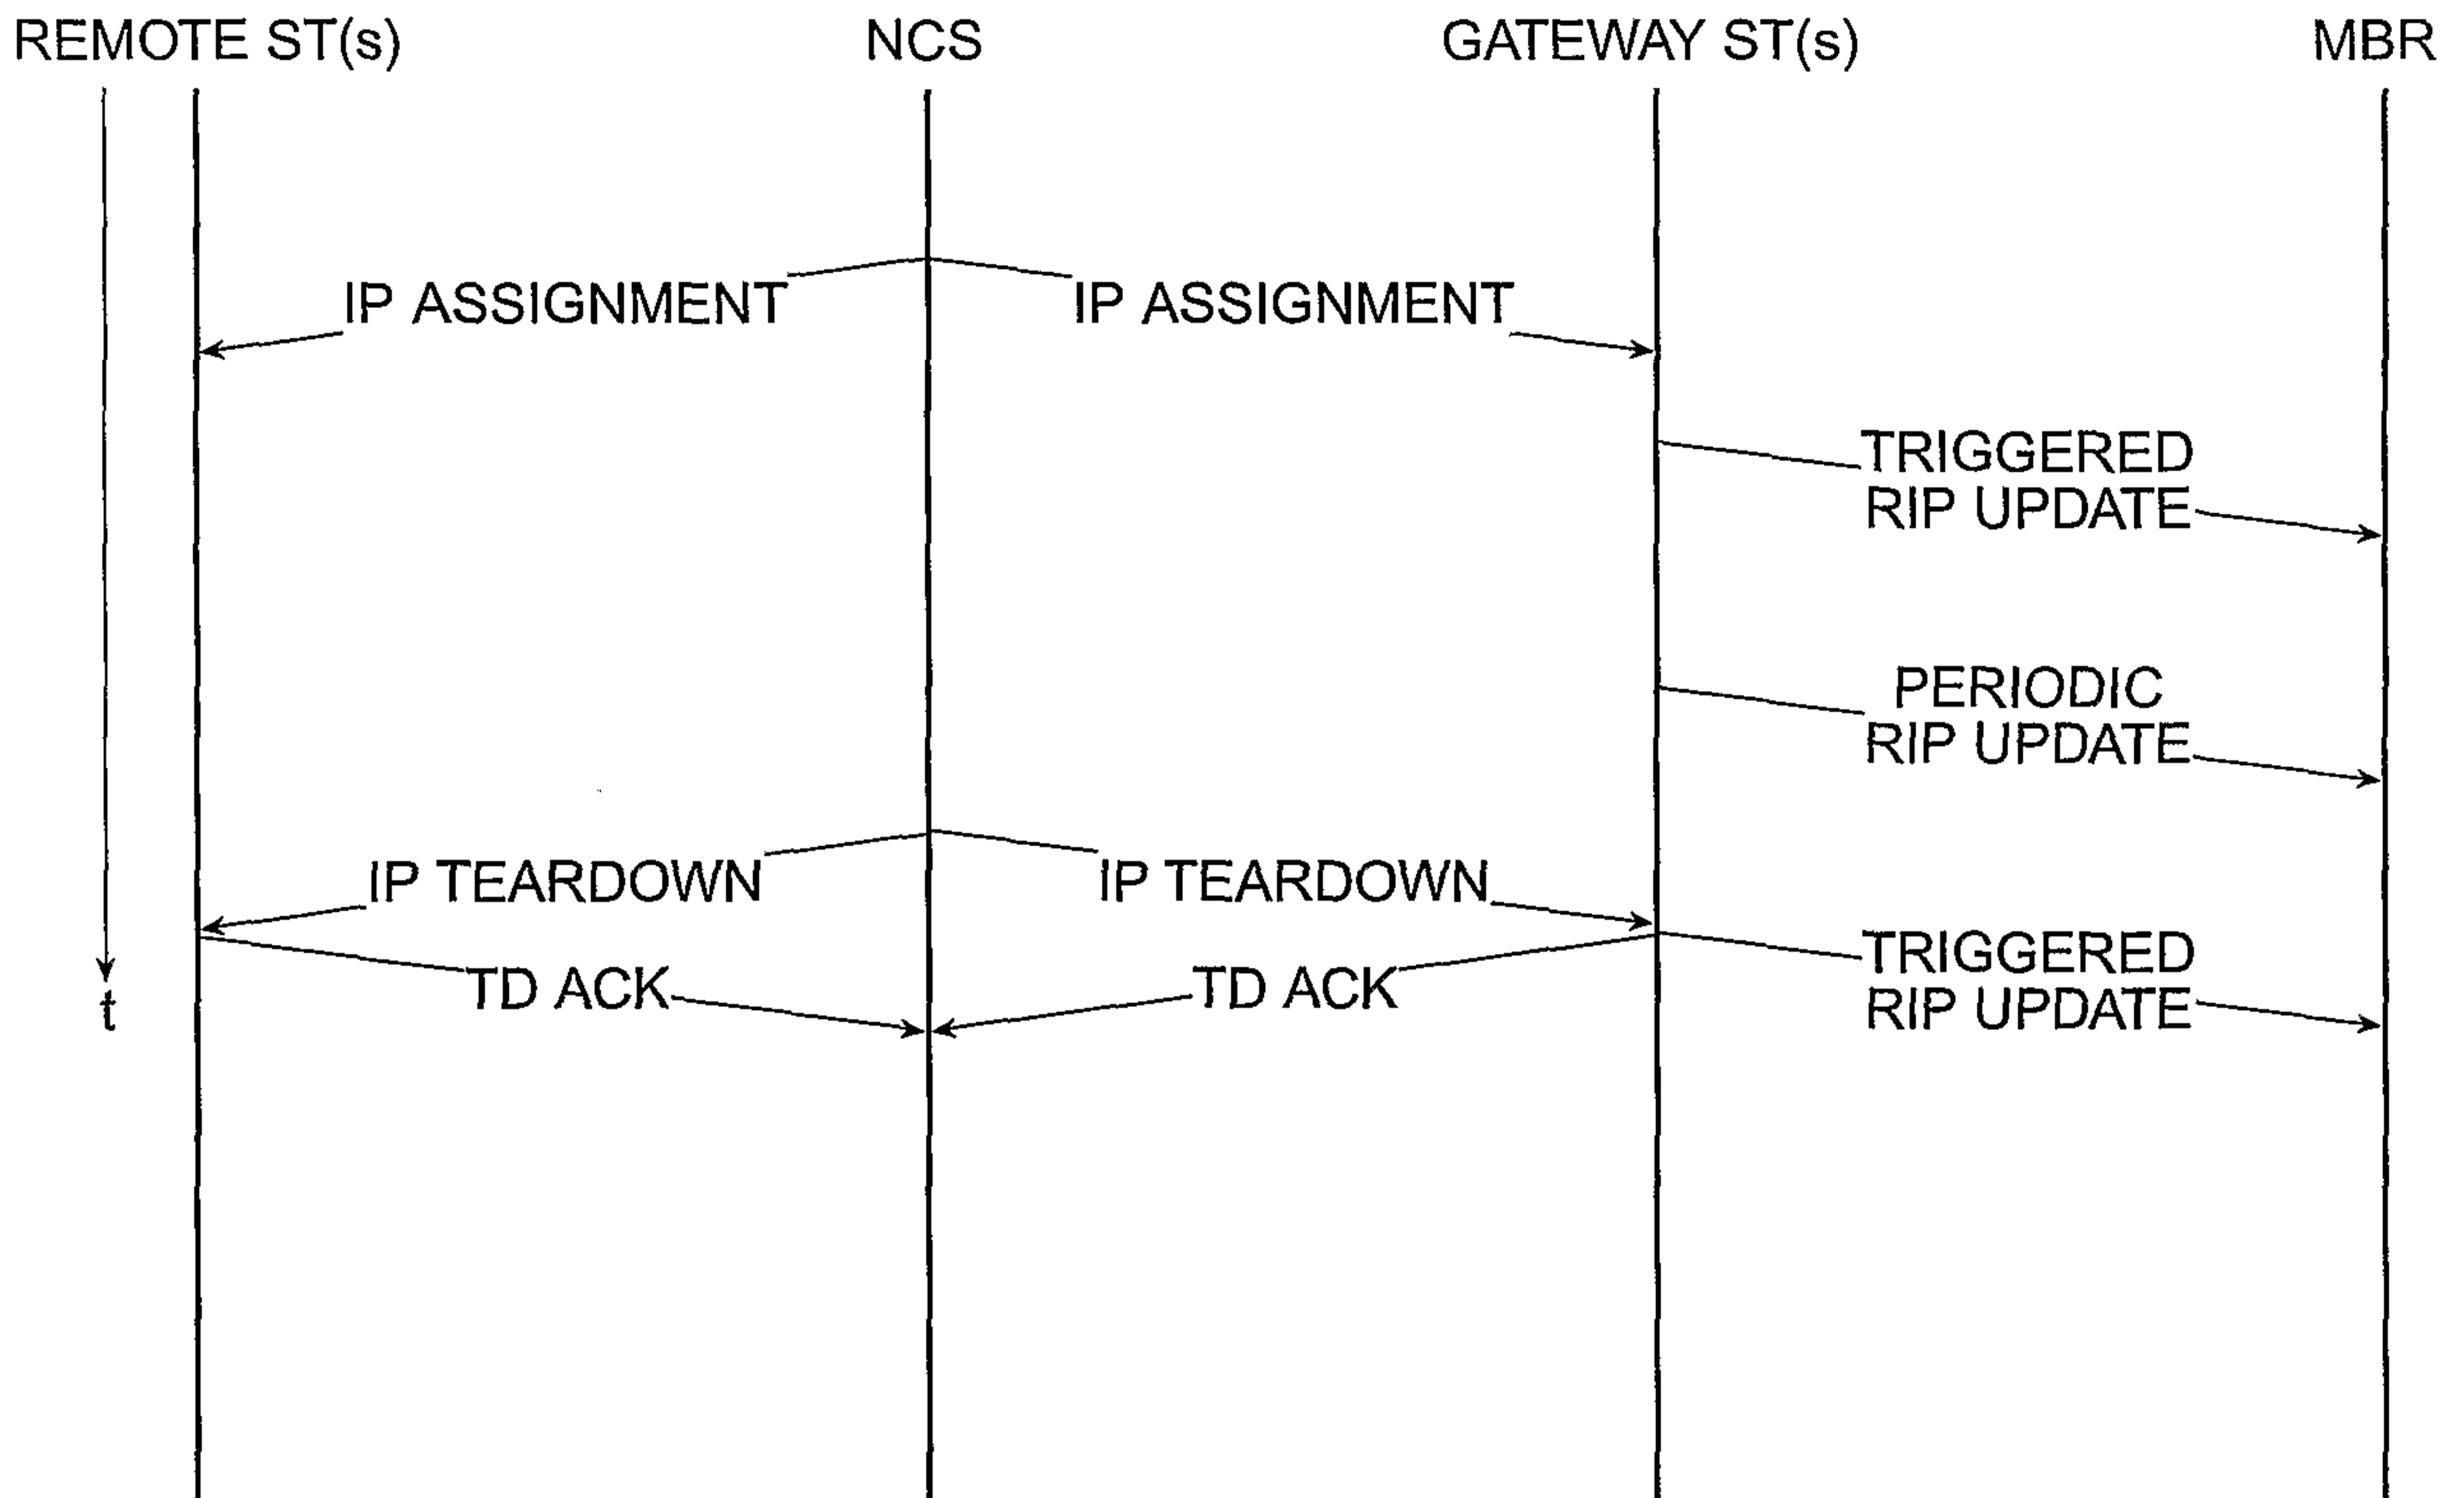 REMOTE ST(s) NCS GATEWAY ST(s) MBR
IP ASSIGNMENT IP ASSIGNMENT
TRIGGERED
RIP UPDATE
PERIODIC
RIP UPDATE
IP TEARDOWN IP TEARDOWN
TRIGGERED
RIP UPDATE
TD ACK TD ACK
t